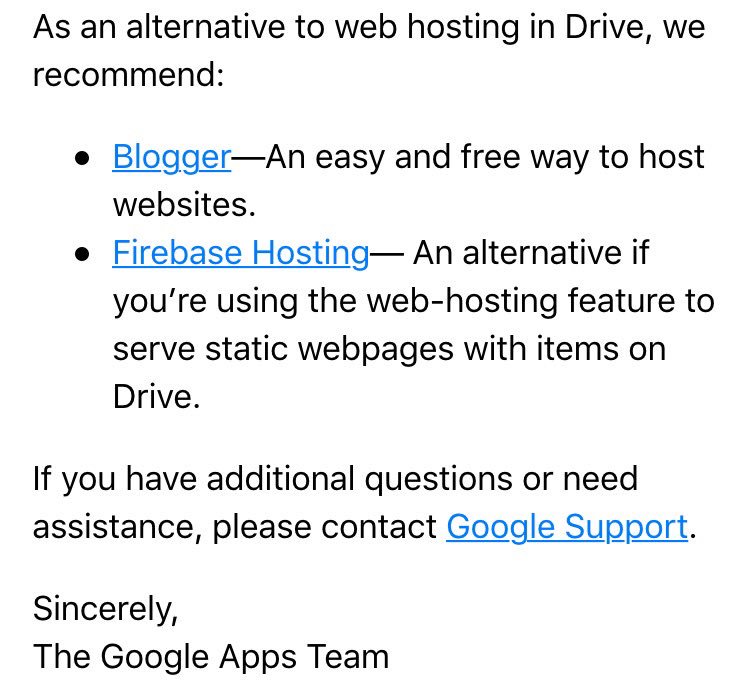 As an alternative to web hosting in Drive, we
recommend:
• Blogger—An easy and free way to host
websites.
• Firebase Hosting— An alternative if
you’re using the web-hosting feature to
serve static webpages with items on
Drive.
If you have additional questions or need
assistance, please contact Google Support.
Sincerely,
The Google Apps Team